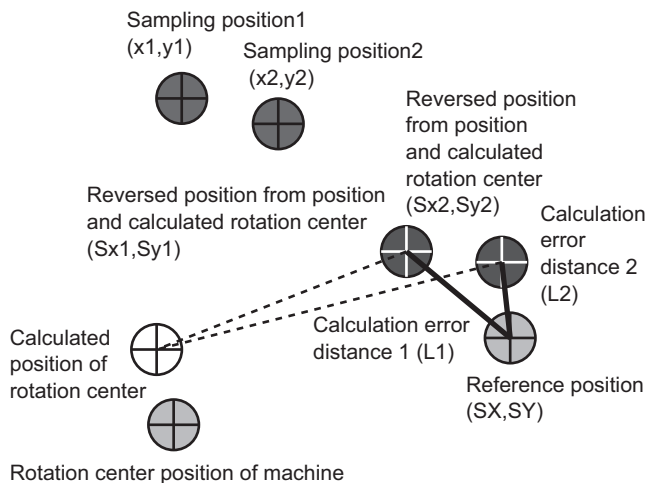 Sampling position1
(x1,y1)
Sampling position2
(x2,y2)
Reversed position
from position
and calculated
rotation center
(Sx2,Sy2)
Reversed position from position
and calculated rotation center
(Sx1,Sy1)
Calculation
error
distance 2
(L2)
Calculation error
distance 1 (L1)
Calculated
position of
rotation center
Reference position
(SX,SY)
Rotation center position of machine